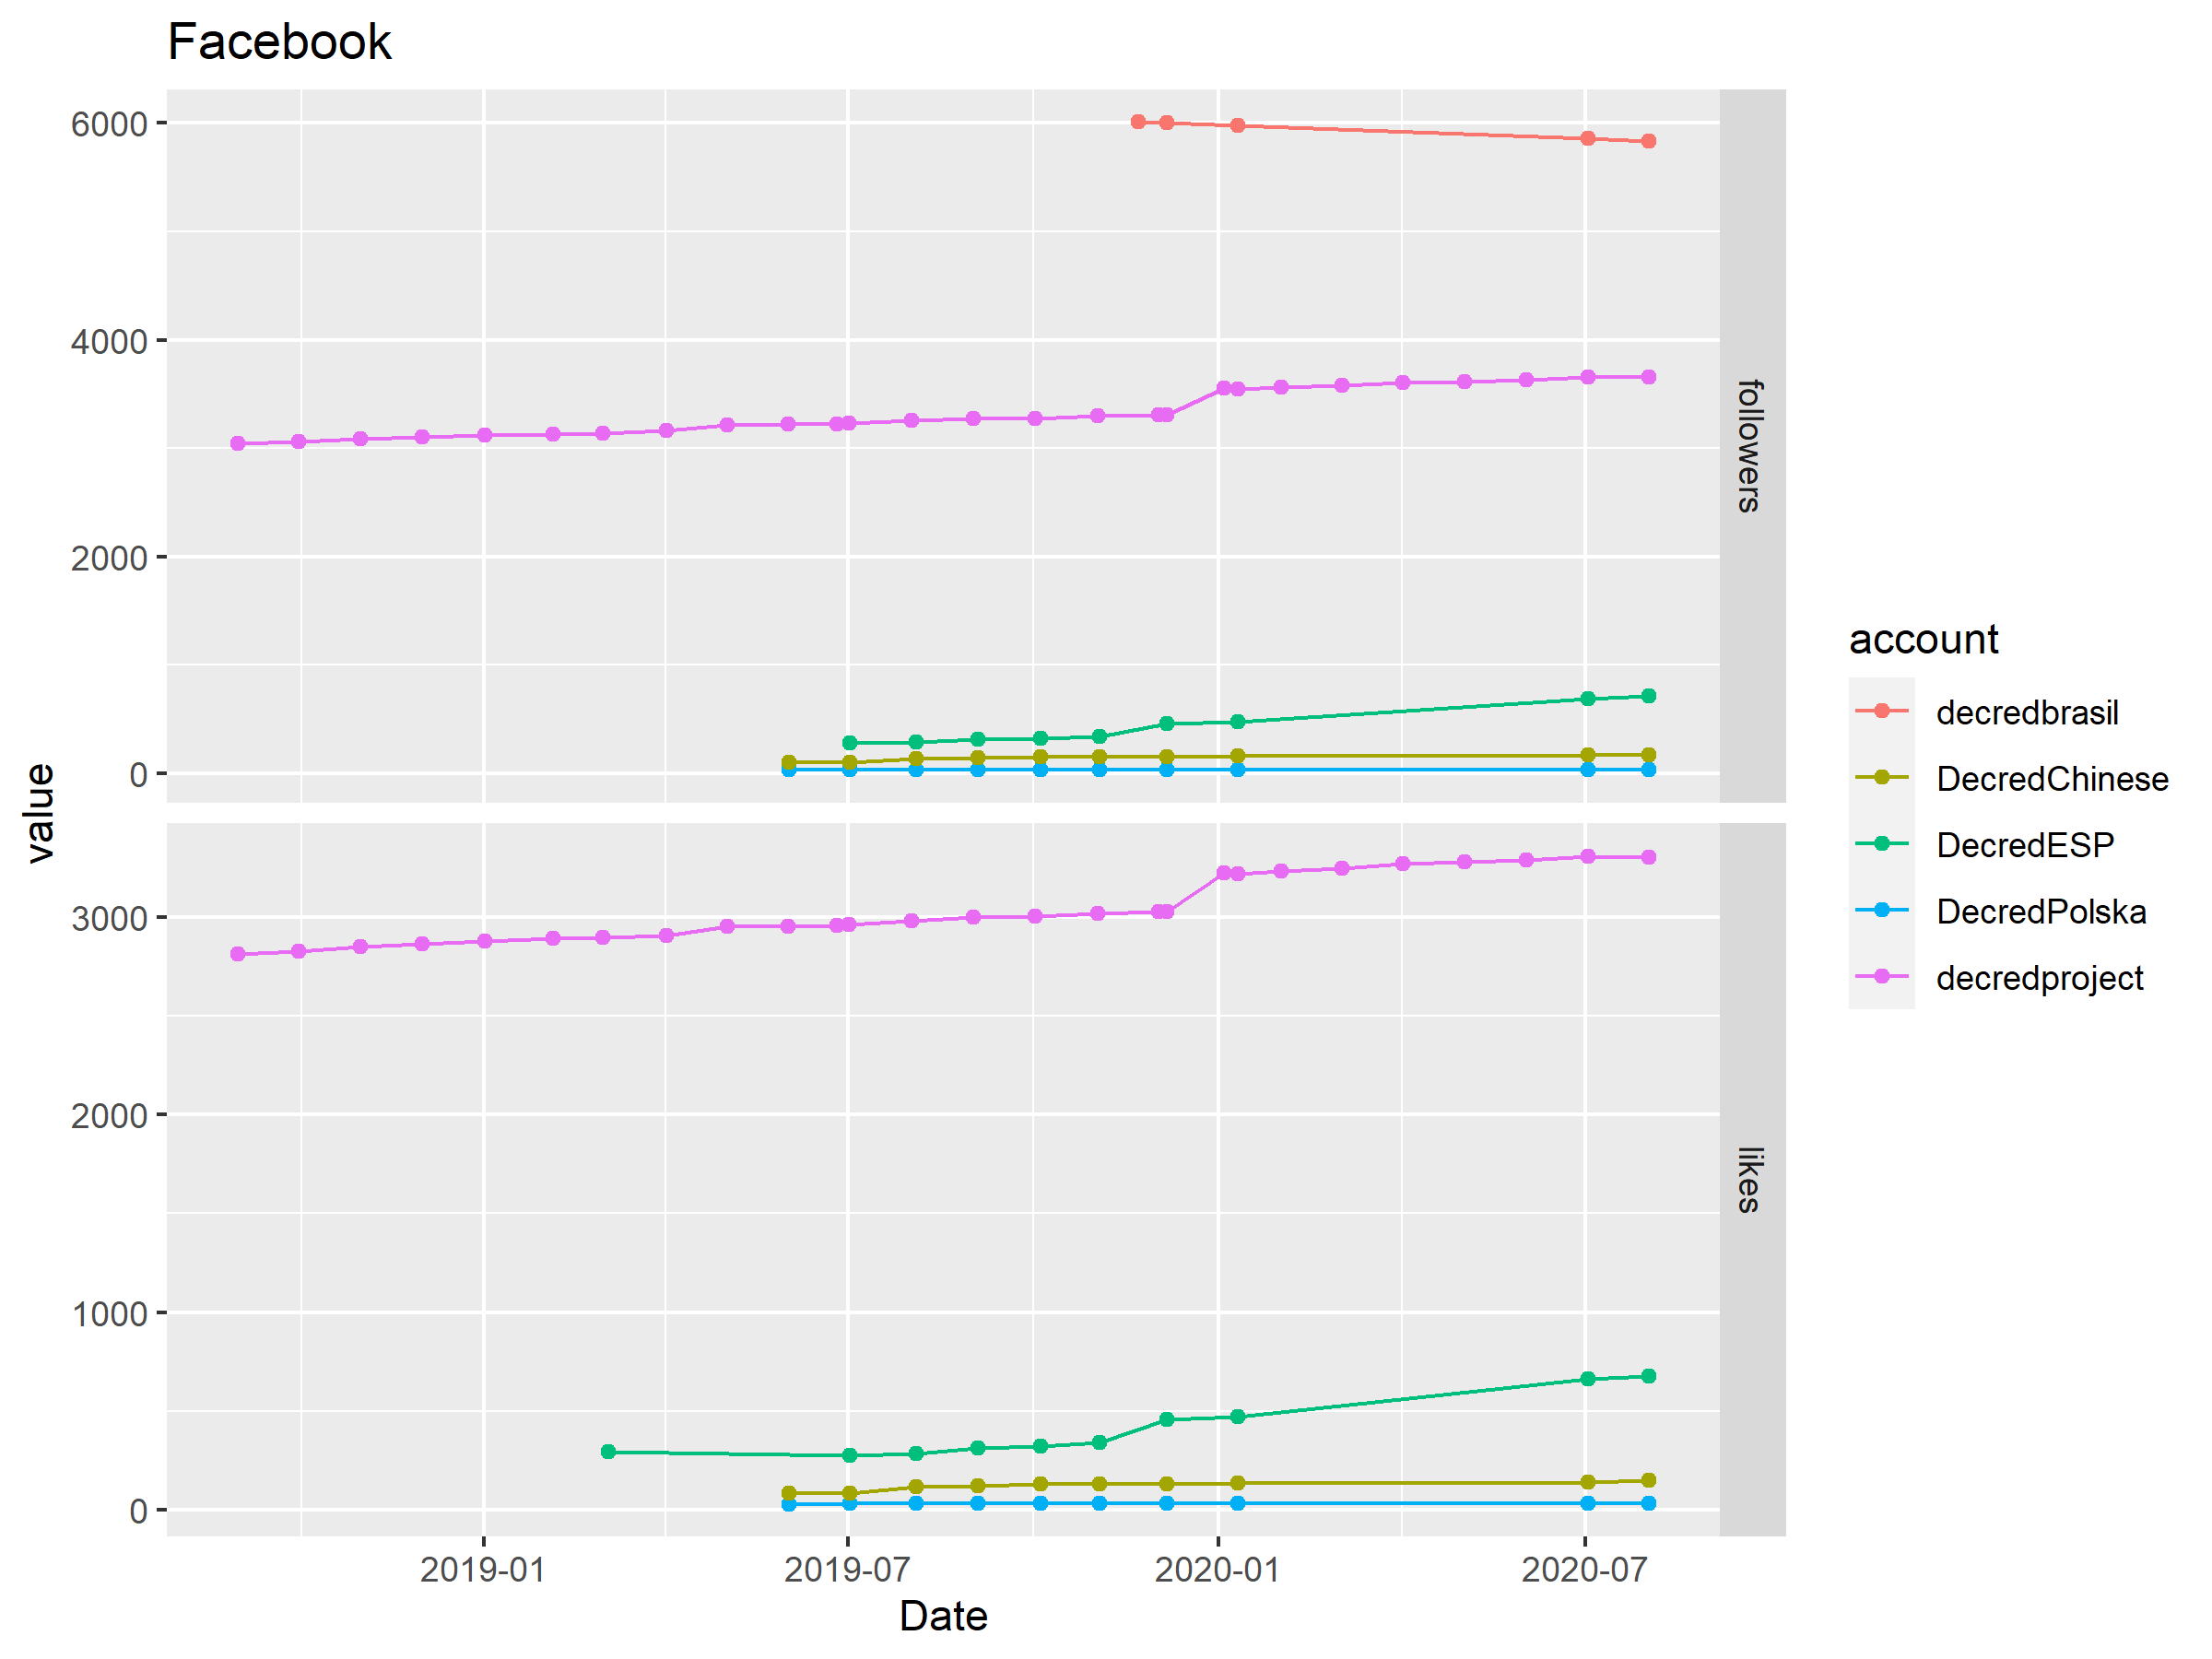 Facebook
6000
4000
2000
0
followers
value
3000
2000
1000
0
likes
2019-01
2019-07
2020-01
2020-07
Date
account
decredbrasil
DecredChinese
DecredESP
DecredPolska
decredproject